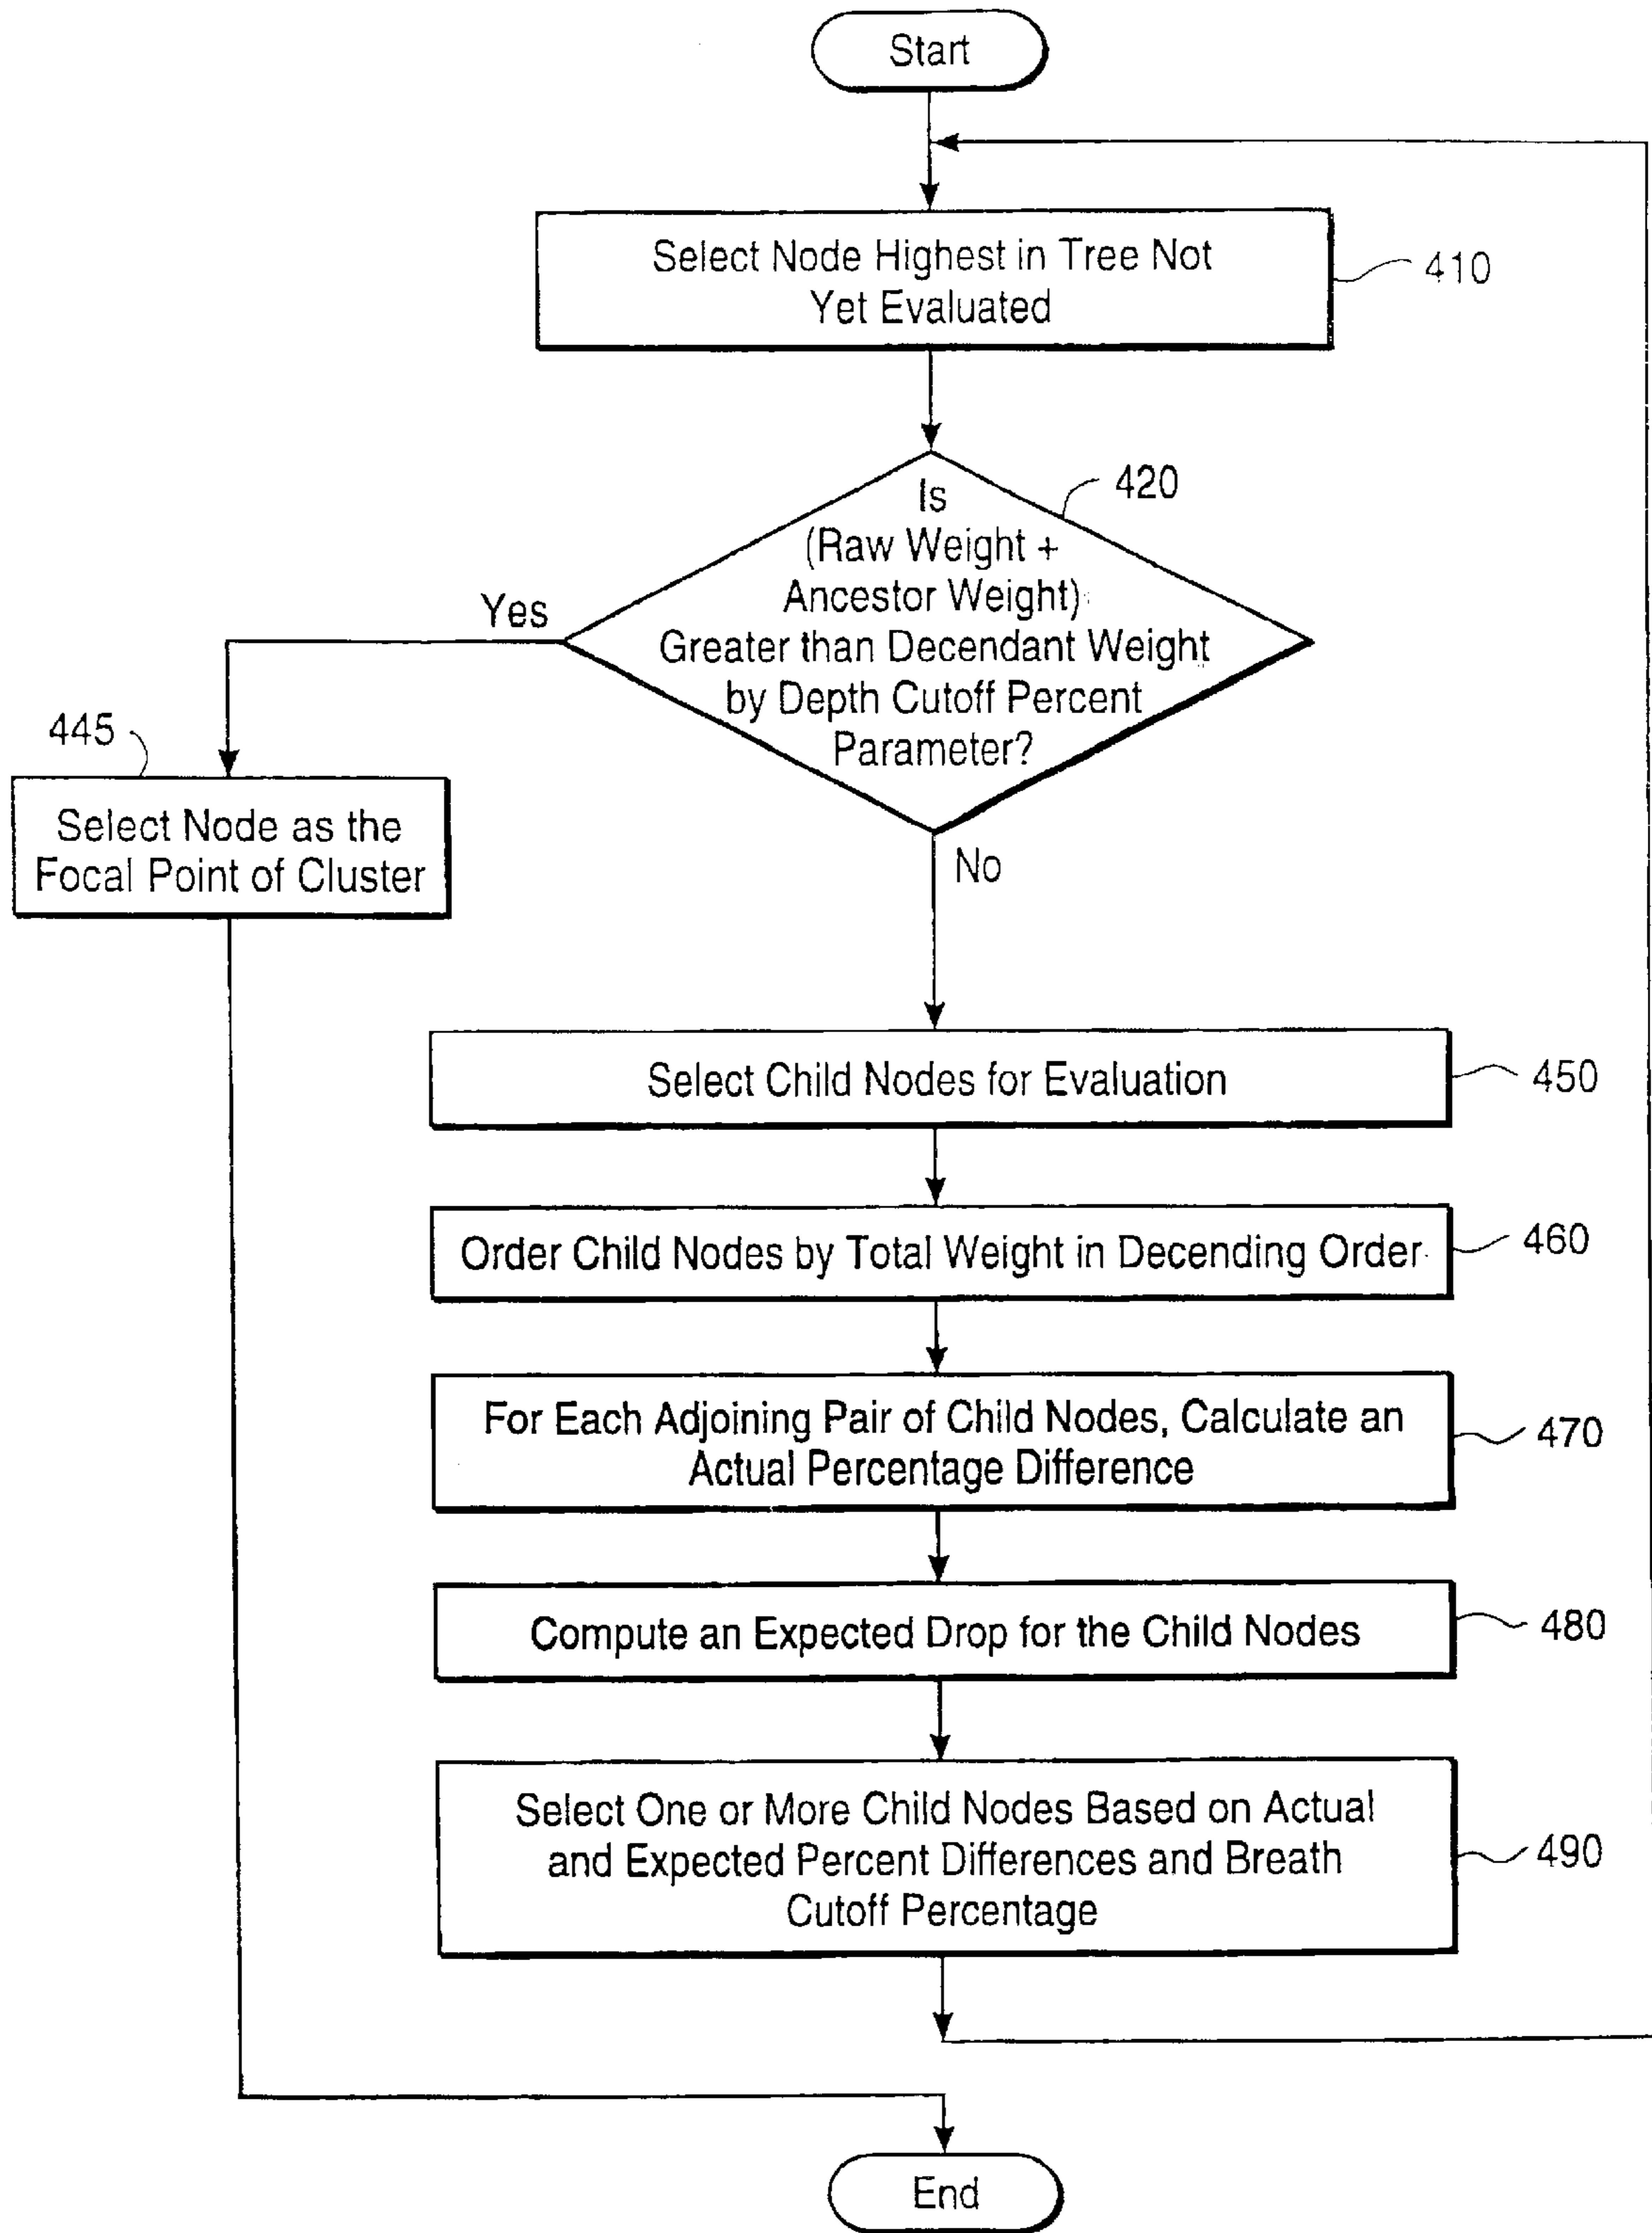 Start
Select Node Highest in Tree Not
Yet Evaluated
410
Is
(Raw Weight +
Ancestor Weight)
Greater than Decendant Weight
by Depth Cutoff Percent
Parameter?
420
Yes
445
Select Node as the
Focal Point of Cluster
No
Select Child Nodes for Evaluation
450
Order Child Nodes by Total Weight in Decending Order
460
For Each Adjoining Pair of Child Nodes, Calculate an
Actual Percentage Difference
470
Compute an Expected Drop for the Child Nodes
480
Select One or More Child Nodes Based on Actual
and Expected Percent Differences and Breath
Cutoff Percentage
490
End